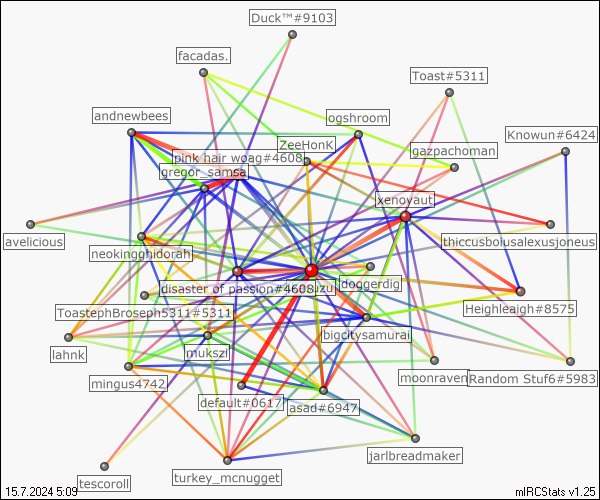 Duck™#9103
facadas.
Toast#5311
andnewbees
ogshroom
Knowun#6424
ZeeHonK
gazpachoman
pink hair woag#4608
gregor_samsa
xenoyaut
avelicious
thiccusboiusalexusjoneus
neokingghidorah
doggerdig
disaster of passion#4608
uzu
ToastephBroseph5311#5311
Heighleaigh#8575
bigcitysamurai
lahnk
mukszi
mingus4742
moonraven
Random Stuf6#5983
default#0617
asad#6947
jarlbreadmaker
tescoroll
turkey_mcnugget
15.7.2024 5:09
mIRCStats v1.25